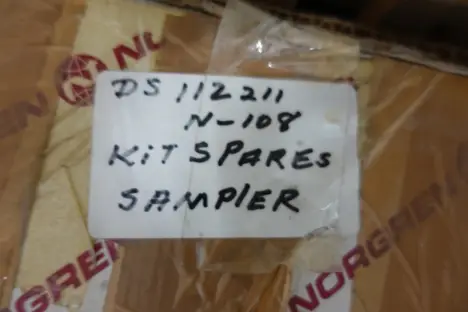 NORGREN
DS 112211
N-108
KiT SPARES
SAMPlER
NORGREN
NORGREN